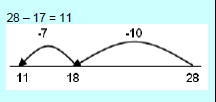 28 – 17 = 11
-7 -10
11 18 28